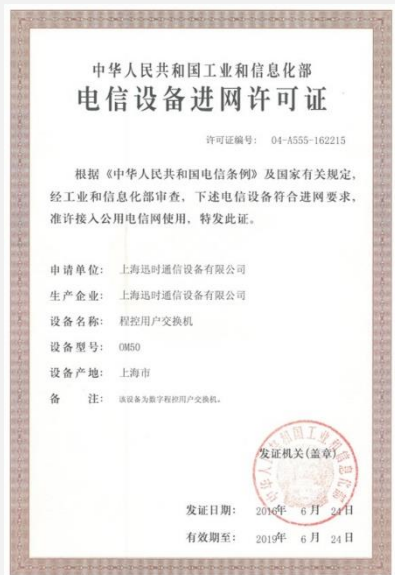 中华人民共和国工业和信息化部
电信设备进网许可证
许可证编号: 04-A555-162215
根据《中华人民共和国电信条例》及国家有关规定,
经工业和信息化部审查, 下述电信设备符合进网要求,
准许接入公用电信网使用, 特发此证。
申请单位: 上海迅时通信设备有限公司
生产企业: 上海迅时通信设备有限公司
设备名称: 程控用户交换机
设备型号: OM50
设备产地: 上海市
备 注: 该设备为数字程控用户交换机。
发证机关(盖章)
发证日期: 2016年 6 月 24日
有效期至: 2019年 6 月 24日